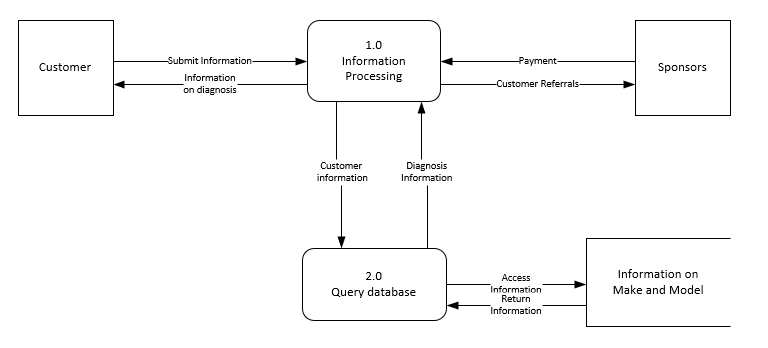 Customer
Submit Information
Information
on diagnosis
1.0
Information
Processing
Payment
Customer Referrals
Sponsors
Customer
information
Diagnosis
Information
2.0
Query database
Access
Information
Return
Information
Information on
Make and Model